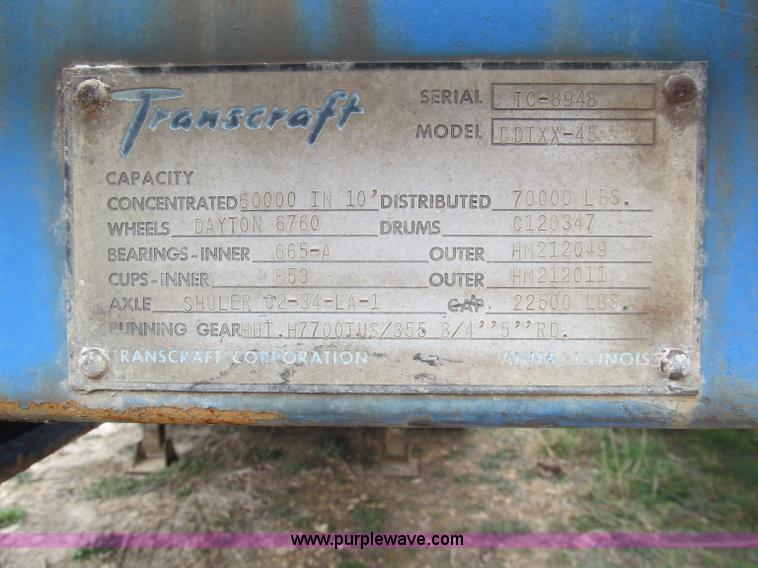 Transcraft SERIAL TC-8948
MODEL DDTXX-45
CAPACITY
CONCENTRATED 60000 IN 10' DISTRIBUTED 70000 LBS.
WHEELS DAYTON 6760 DRUMS C120347
BEARINGS-INNER 665-A OUTER HM212049
CUPS-INNER 653 OUTER HM212011
AXLE SHULER C2-34-LA-1 CAP. 22500 LBS.
RUNNING GEAR HUT.H7700IUS/355 3/4''5''RD.
TRANSCRAFT CORPORATION ANNA, ILLINOIS
www.purplewave.com